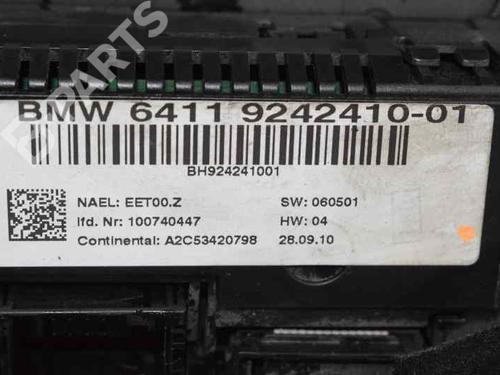 B PARTS
BMW 6411 9242410-01
BH924241001
NAEL: EET00.Z SW: 060501
lfd. Nr: 100740447 HW: 04
Continental: A2C53420798 28.09.10